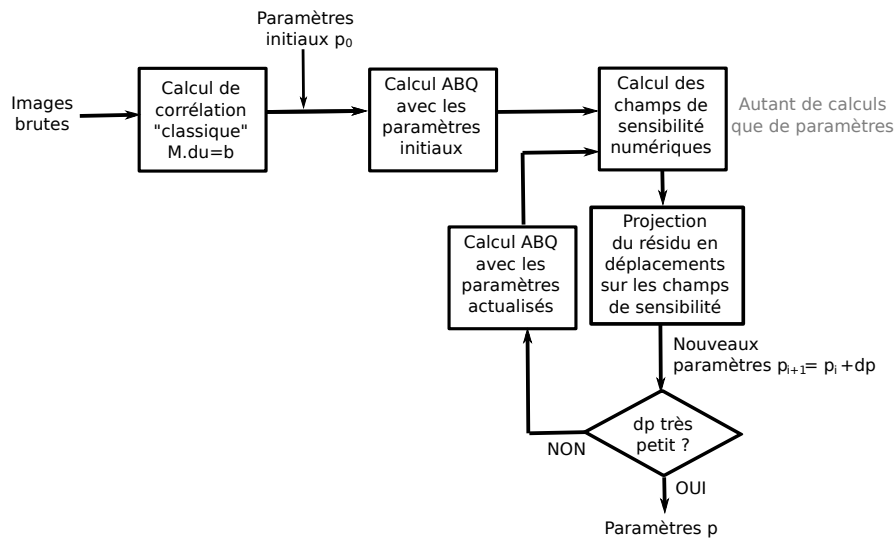 Paramètres
initiaux p0
Images
brutes
Calcul de
corrélation
"classique"
M.du=b
Calcul ABQ
avec les
paramètres
initiaux
Calcul des
champs de
sensibilité
numériques
Autant de calculs
que de paramètres
Calcul ABQ
avec les
paramètres
actualisés
Projection
du résidu en
déplacements
sur les champs
de sensibilité
Nouveaux
paramètres pi+1= pi +dp
dp très
petit ?
NON
OUI
Paramètres p